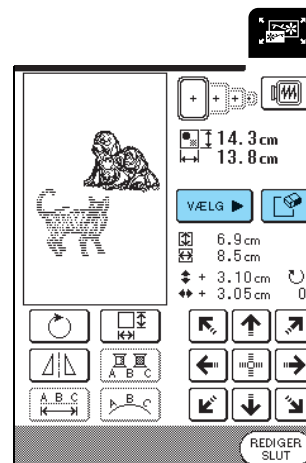 14.3cm
13.8cm
VÆLG
6.9cm
8.5cm
+ 3.10cm
+ 3.05cm 0
A B C
A B C
A B C
REDIGER
SLUT